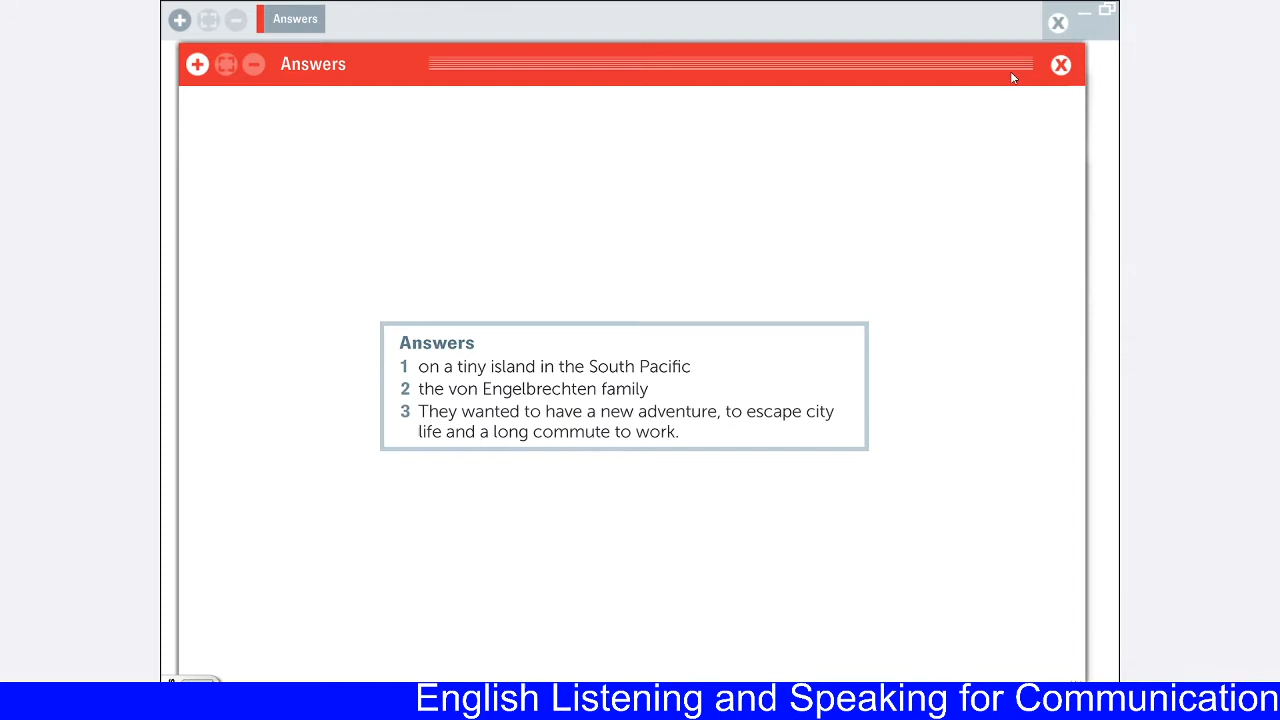 Answers
Answers
Answers
1 on a tiny island in the South Pacific
2 the von Engelbrechten family
3 They wanted to have a new adventure, to escape city
life and a long commute to work.
English Listening and Speaking for Communication